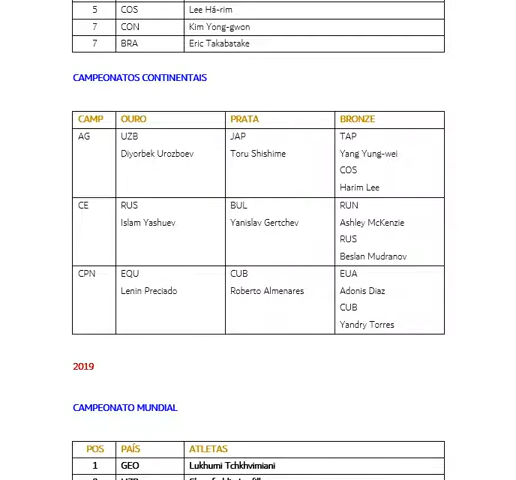 5 COS Lee Há-rim
7 CON Kim Yong-gwon
7 BRA Eric Takabatake
CAMPEONATOS CONTINENTAIS
CAMP OURO PRATA BRONZE
AG UZB JAP TAP
Diyorbek Urozboev Toru Shishime Yang Yung-wei
COS
Harim Lee
CE RUS BUL RUN
Islam Yashuev Yanislav Gertchev Ashley McKenzie
RUS
Beslan Mudranov
CPN EQU CUB EUA
Lenin Preciado Roberto Almenares Adonis Diaz
CUB
Yandry Torres
2019
CAMPEONATO MUNDIAL
POS PAÍS ATLETAS
1 GEO Lukhumi Tchkhvimiani